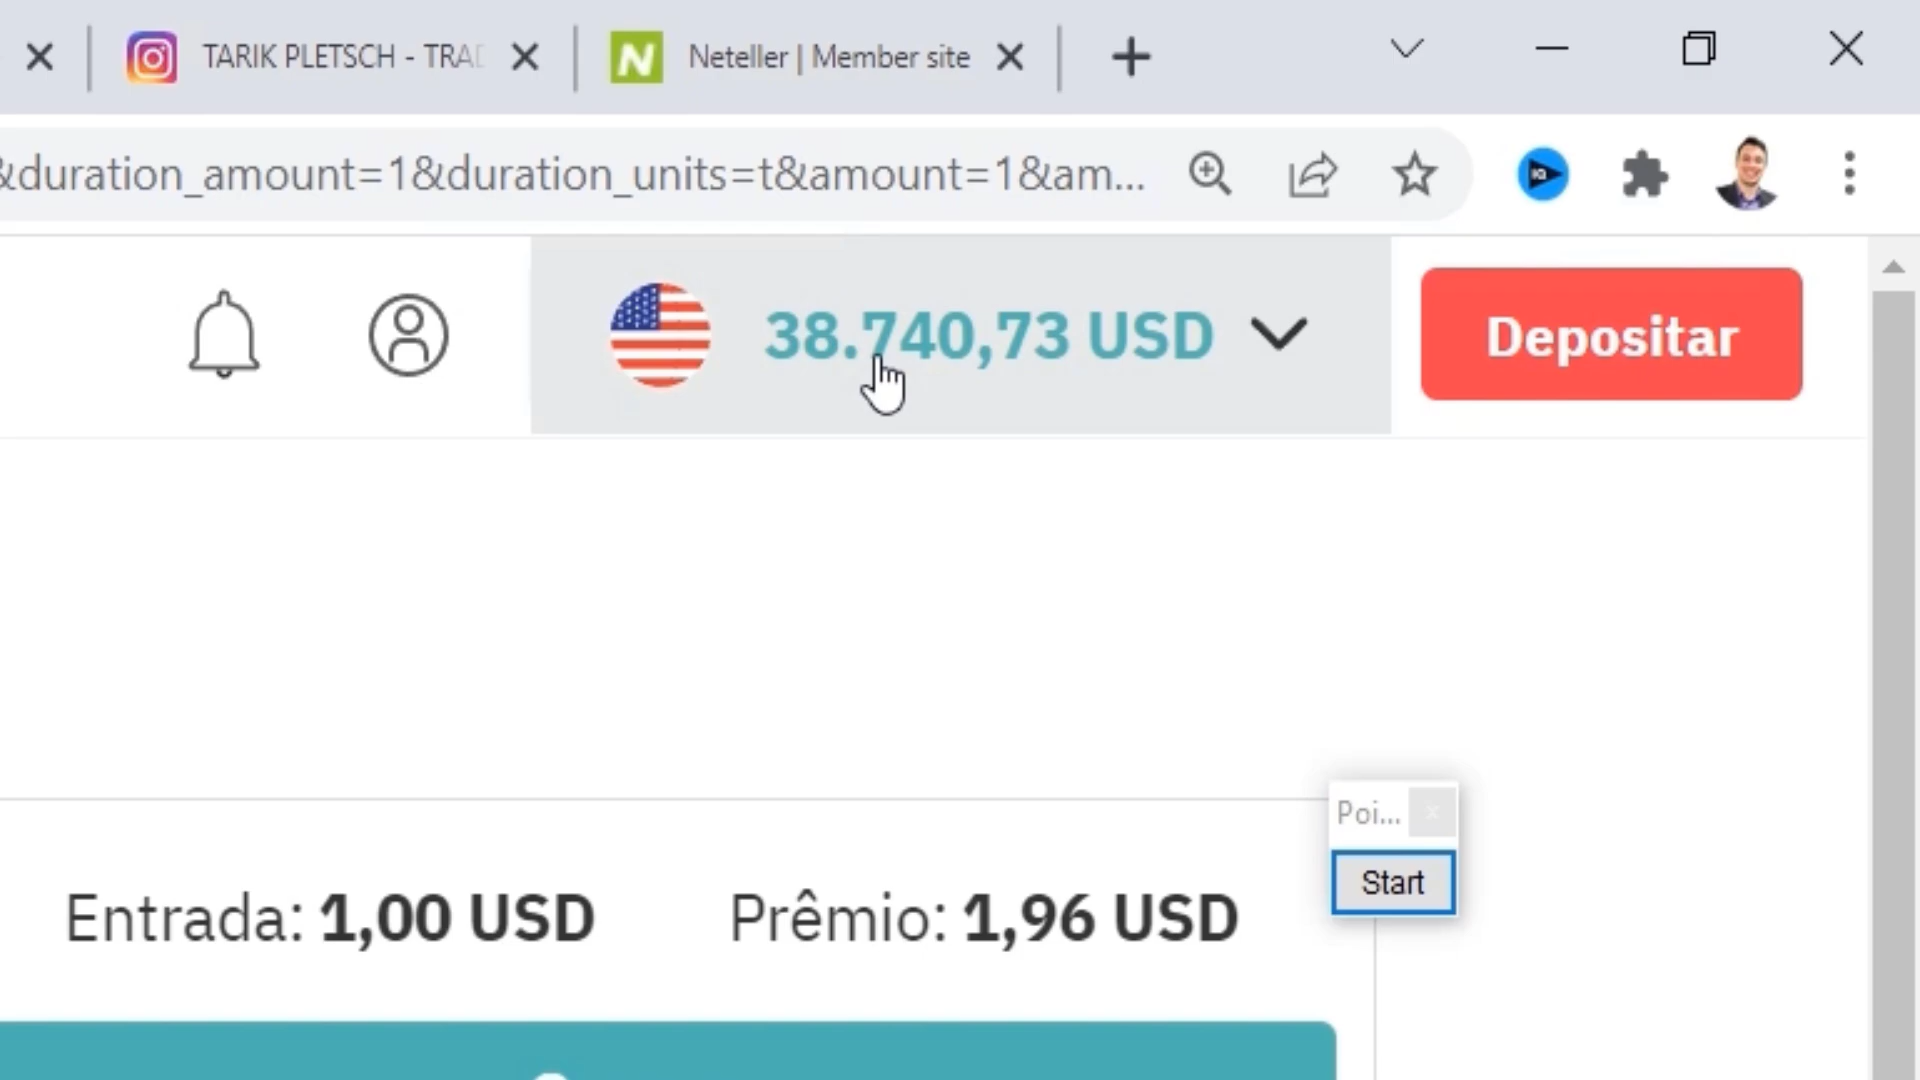 TARIK PLETSCH - TRAD
Neteller | Member site
&duration_amount=1&duration_units=t&amount=1&am...
38.740,73 USD
Depositar
Poi...
Start
Entrada: 1,00 USD
Prêmio: 1,96 USD